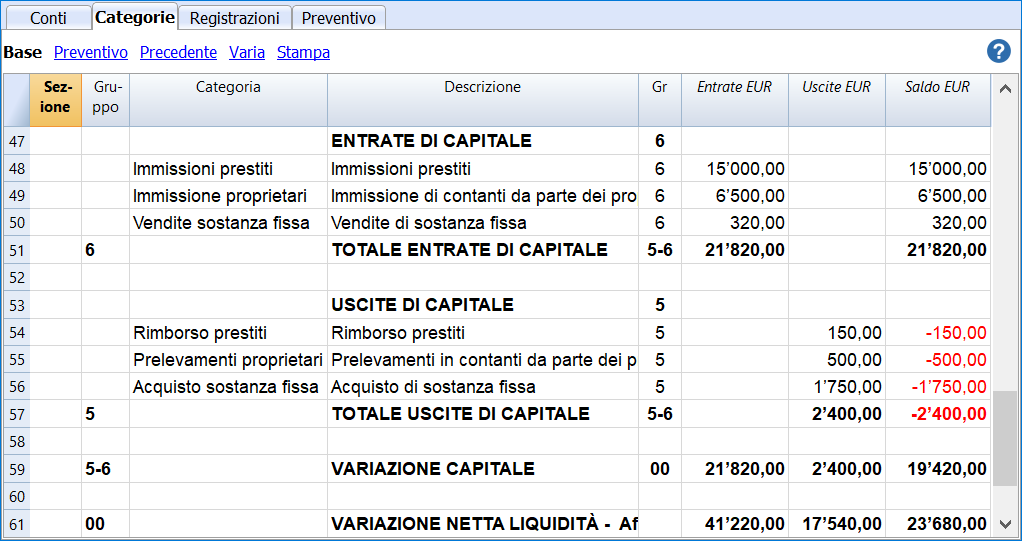 Conti Categorie Registrazioni Preventivo
Base Preventivo Precedente Varia Stampa ?
Sez-ione Gru-ppo Categoria Descrizione Gr Entrate EUR Uscite EUR Saldo EUR
47 ENTRATE DI CAPITALE 6
48 Immissioni prestiti Immissioni prestiti 6 15’000,00 15’000,00
49 Immissione proprietari Immissione di contanti da parte dei pro 6 6’500,00 6’500,00
50 Vendite sostanza fissa Vendite di sostanza fissa 6 320,00 320,00
51 6 TOTALE ENTRATE DI CAPITALE 5-6 21’820,00 21’820,00
52
53 USCITE DI CAPITALE 5
54 Rimborso prestiti Rimborso prestiti 5 150,00 -150,00
55 Prelevamenti proprietari Prelevamenti in contanti da parte dei p 5 500,00 -500,00
56 Acquisto sostanza fissa Acquisto di sostanza fissa 5 1’750,00 -1’750,00
57 5 TOTALE USCITE DI CAPITALE 5-6 2’400,00 -2’400,00
58
59 5-6 VARIAZIONE CAPITALE 00 21’820,00 2’400,00 19’420,00
60
61 00 VARIAZIONE NETTA LIQUIDITÀ - Af 41’220,00 17’540,00 23’680,00